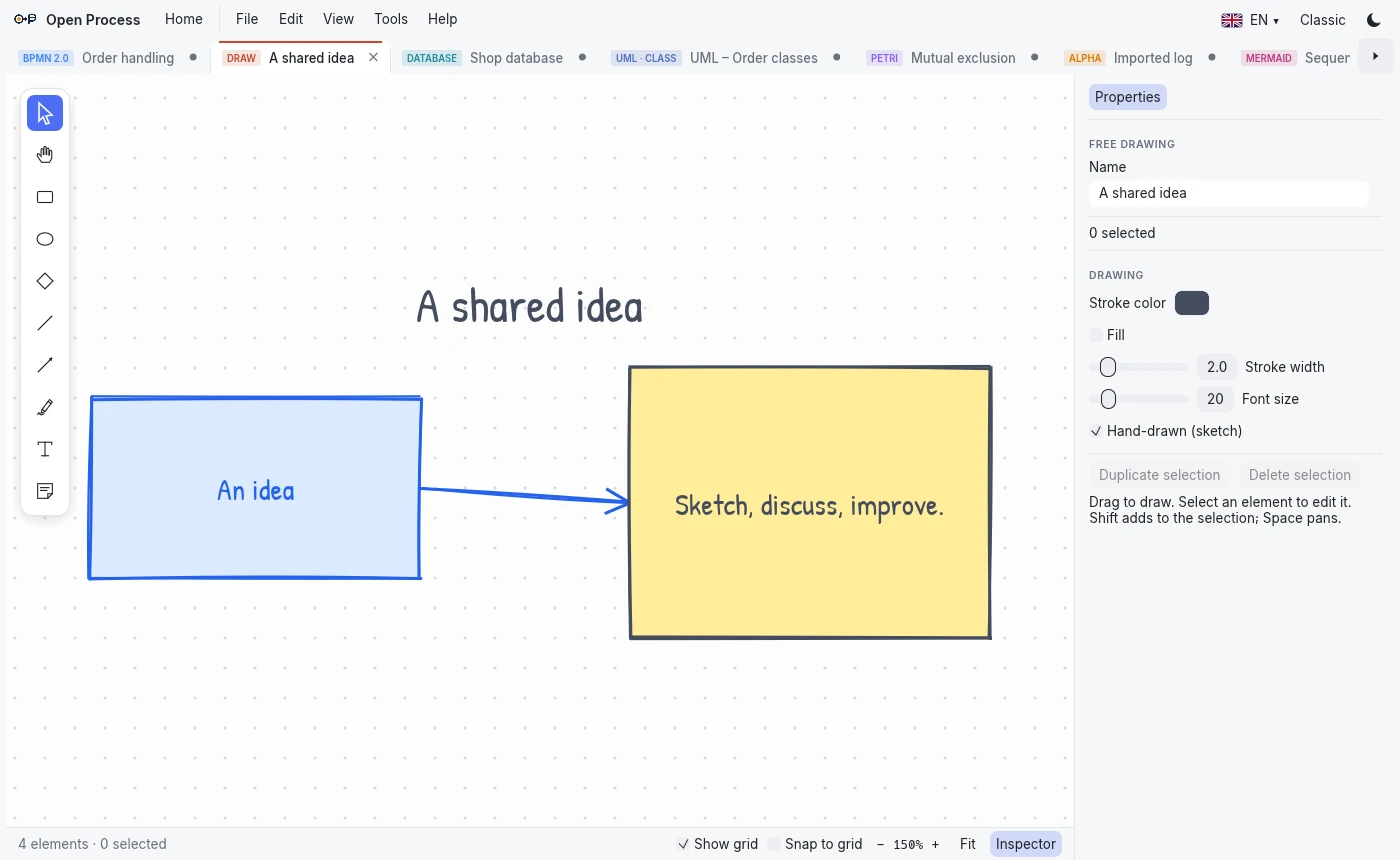 Open Process
Home
File
Edit
View
Tools
Help
EN
Classic
BPMN 2.0 Order handling
DRAW A shared idea
DATABASE Shop database
UML · CLASS UML – Order classes
PETRI Mutual exclusion
ALPHA Imported log
MERMAID Sequer
A shared idea
An idea
Sketch, discuss, improve.
Properties
FREE DRAWING
Name
A shared idea
0 selected
DRAWING
Stroke color
Fill
2.0 Stroke width
20 Font size
Hand-drawn (sketch)
Duplicate selection
Delete selection
Drag to draw. Select an element to edit it.
Shift adds to the selection; Space pans.
4 elements · 0 selected
Show grid
Snap to grid
− 150% +
Fit
Inspector